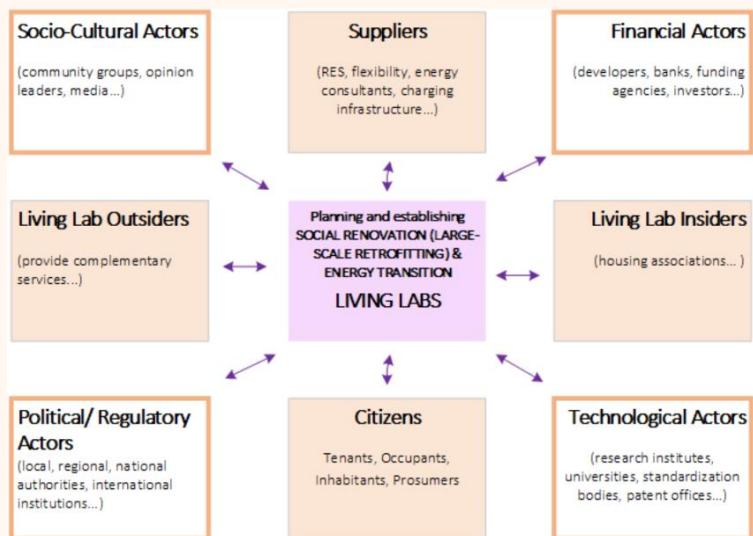 Socio-Cultural Actors
(community groups, opinion
leaders, media...)
Suppliers
(RES, flexibility, energy
consultants, charging
infrastructure...)
Financial Actors
(developers, banks, funding
agencies, investors...)
Living Lab Outsiders
(provide complementary
services...)
Planning and establishing
SOCIAL RENOVATION (LARGE-
SCALE RETROFITTING) &
ENERGY TRANSITION
LIVING LABS
Living Lab Insiders
(housing associations... )
Political/ Regulatory
Actors
(local, regional, national
authorities, international
institutions...)
Citizens
Tenants, Occupants,
Inhabitants, Prosumers
Technological Actors
(research institutes,
universities, standardization
bodies, patent offices...)